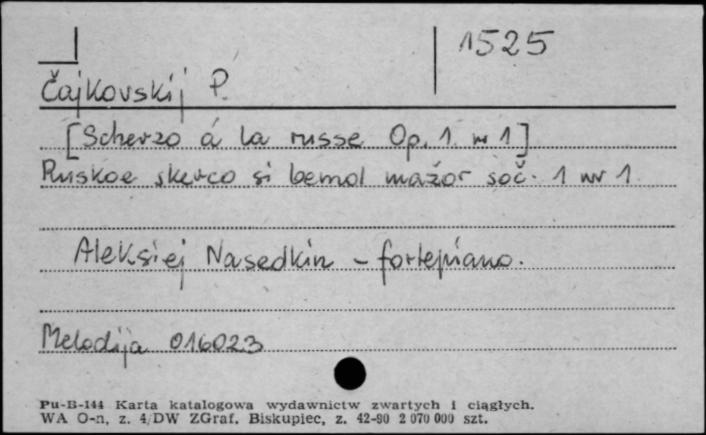 1525
Čajkovskij P.
[Scherzo á la russe Op. 1. nr 1]
Ruskoe skerco si bemol mažor soč. 1 nr 1.
Aleksiej Nasedkin - fortepiano.
Melodija 016023
Pu-B-144 Karta katalogowa wydawnictw zwartych i ciągłych.
WA O-n, z. 4/DW ZGraf. Biskupiec, z. 42-80 2 070 000 szt.